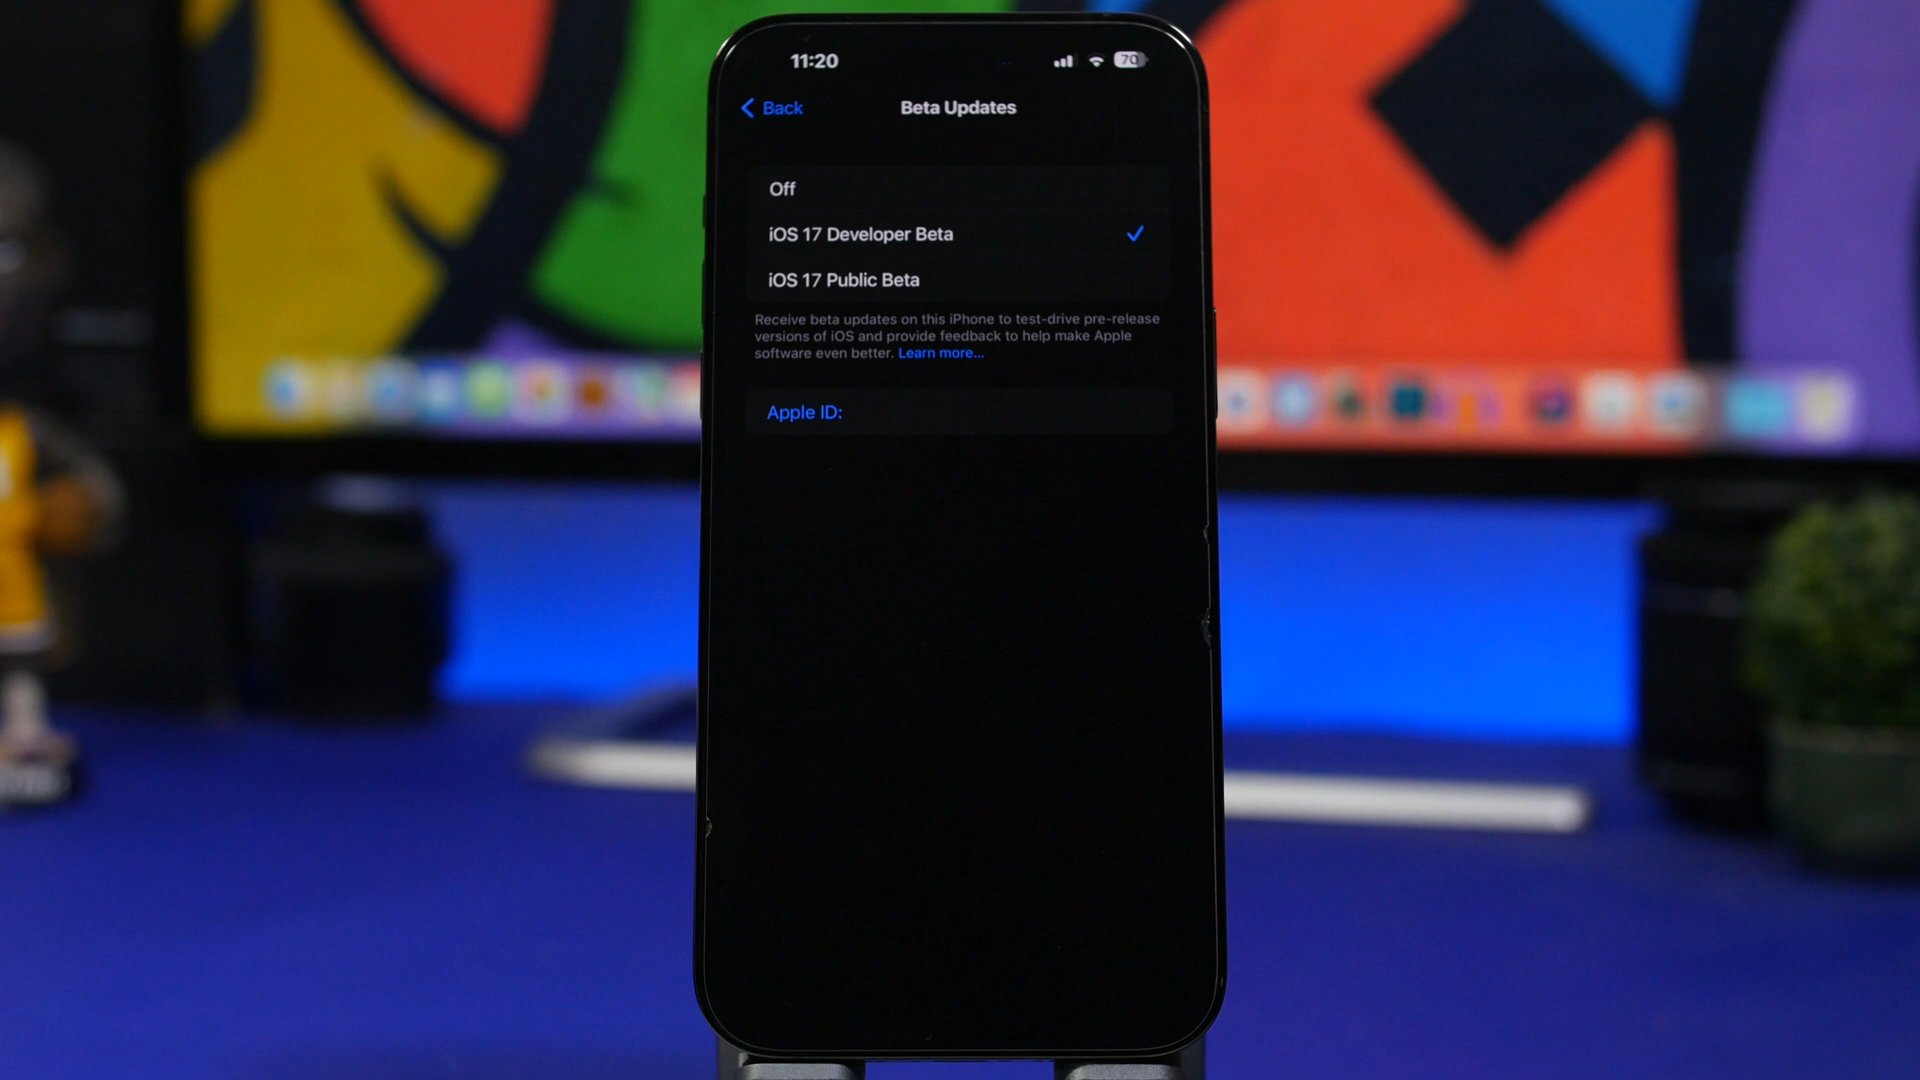 11:20
70
Back
Beta Updates
Off
iOS 17 Developer Beta
iOS 17 Public Beta
Receive beta updates on this iPhone to test-drive pre-release
versions of iOS and provide feedback to help make Apple
software even better. Learn more...
Apple ID: